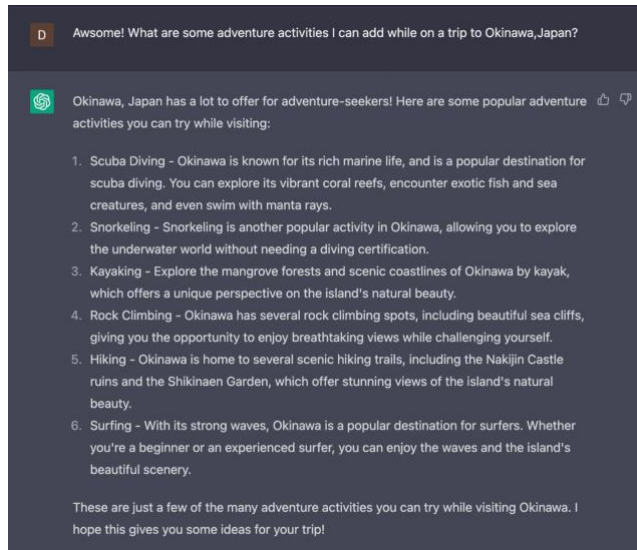 D
Awsome! What are some adventure activities I can add while on a trip to Okinawa,Japan?
Okinawa, Japan has a lot to offer for adventure-seekers! Here are some popular adventure
activities you can try while visiting:
1. Scuba Diving - Okinawa is known for its rich marine life, and is a popular destination for
scuba diving. You can explore its vibrant coral reefs, encounter exotic fish and sea
creatures, and even swim with manta rays.
2. Snorkeling - Snorkeling is another popular activity in Okinawa, allowing you to explore
the underwater world without needing a diving certification.
3. Kayaking - Explore the mangrove forests and scenic coastlines of Okinawa by kayak,
which offers a unique perspective on the island's natural beauty.
4. Rock Climbing - Okinawa has several rock climbing spots, including beautiful sea cliffs,
giving you the opportunity to enjoy breathtaking views while challenging yourself.
5. Hiking - Okinawa is home to several scenic hiking trails, including the Nakijin Castle
ruins and the Shikinaen Garden, which offer stunning views of the island's natural
beauty.
6. Surfing - With its strong waves, Okinawa is a popular destination for surfers. Whether
you're a beginner or an experienced surfer, you can enjoy the waves and the island's
beautiful scenery.
These are just a few of the many adventure activities you can try while visiting Okinawa. I
hope this gives you some ideas for your trip!